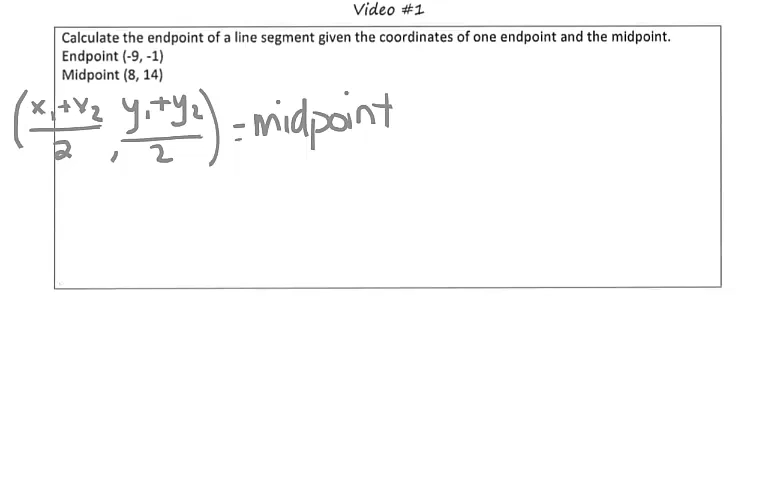 Video #1
Calculate the endpoint of a line segment given the coordinates of one endpoint and the midpoint.
Endpoint (-9, -1)
Midpoint (8, 14)
(x₁+x₂/2, y₁+y₂/2) = midpoint